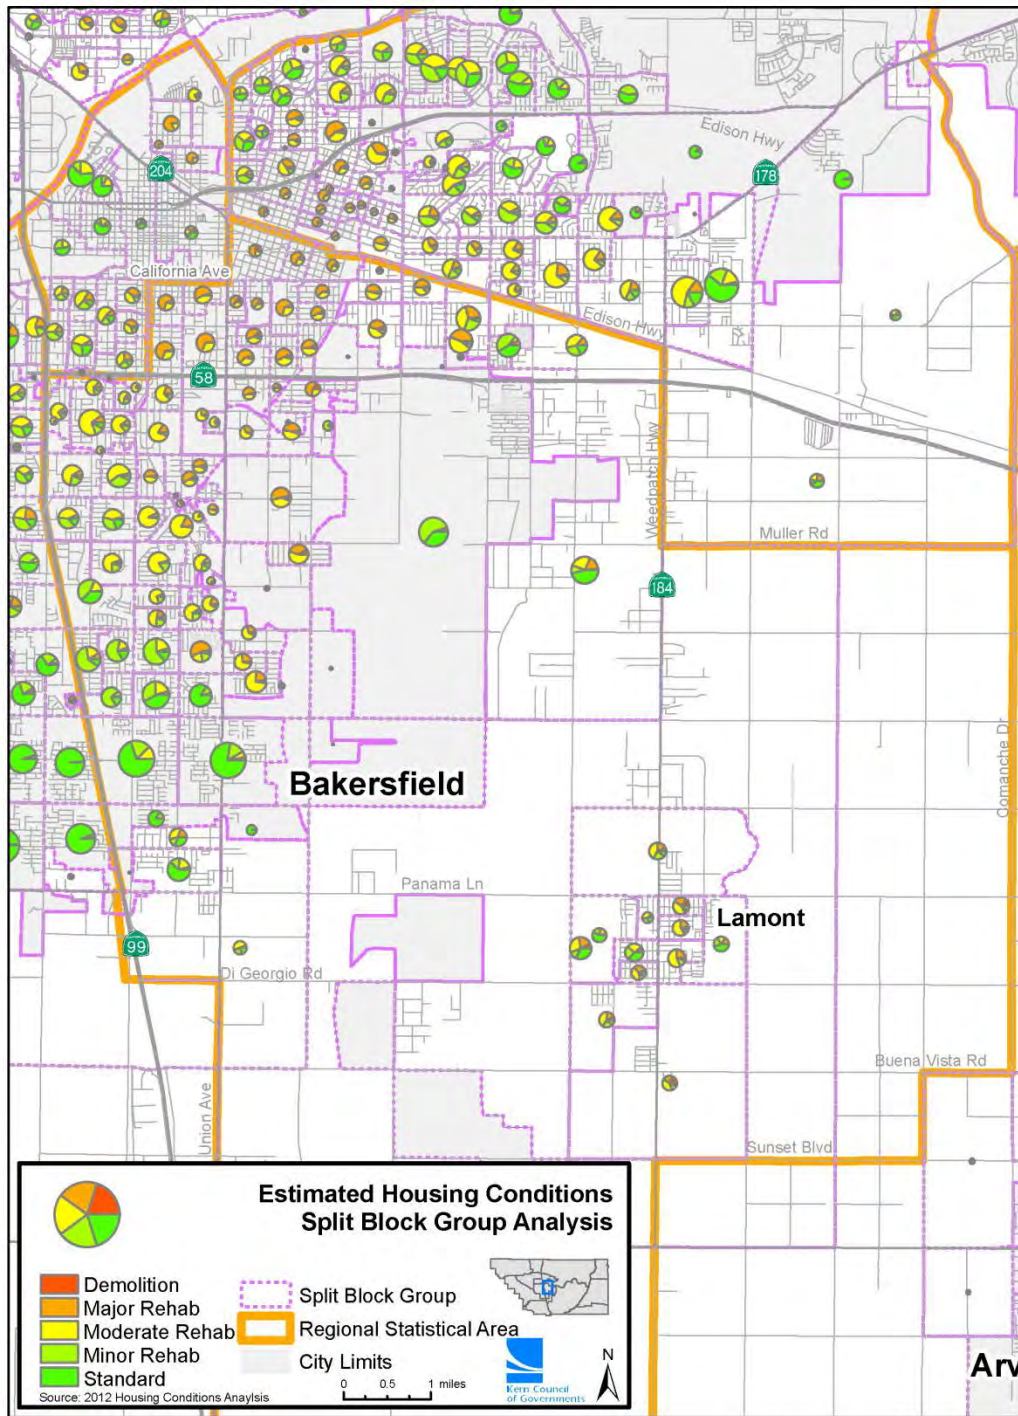 Edison Hwy
204
178
California Ave
Edison Hwy
58
Weedpatch Hwy
Muller Rd
184
Comanche Dr
Bakersfield
Panama Ln
Lamont
99
Di Georgio Rd
Buena Vista Rd
Union Ave
Sunset Blvd
Estimated Housing Conditions
Split Block Group Analysis
Demolition
Major Rehab
Moderate Rehab
Minor Rehab
Standard
Split Block Group
Regional Statistical Area
City Limits
0 0.5 1 miles
Kern Council
of Governments
N
Source: 2012 Housing Conditions Anaylsis
Arv